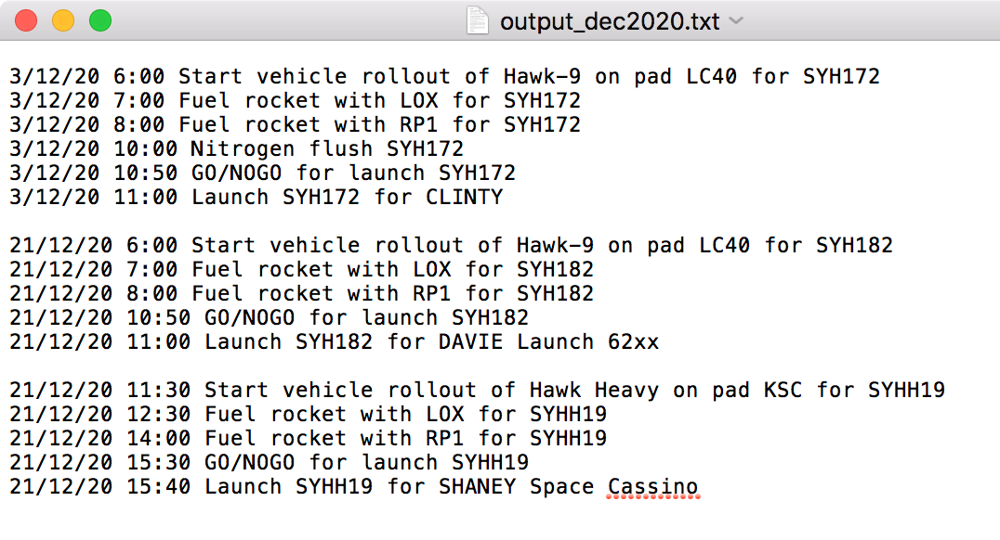 output_dec2020.txt
3/12/20 6:00 Start vehicle rollout of Hawk-9 on pad LC40 for SYH172
3/12/20 7:00 Fuel rocket with LOX for SYH172
3/12/20 8:00 Fuel rocket with RP1 for SYH172
3/12/20 10:00 Nitrogen flush SYH172
3/12/20 10:50 GO/NOGO for launch SYH172
3/12/20 11:00 Launch SYH172 for CLINTY
21/12/20 6:00 Start vehicle rollout of Hawk-9 on pad LC40 for SYH182
21/12/20 7:00 Fuel rocket with LOX for SYH182
21/12/20 8:00 Fuel rocket with RP1 for SYH182
21/12/20 10:50 GO/NOGO for launch SYH182
21/12/20 11:00 Launch SYH182 for DAVIE Launch 62xx
21/12/20 11:30 Start vehicle rollout of Hawk Heavy on pad KSC for SYHH19
21/12/20 12:30 Fuel rocket with LOX for SYHH19
21/12/20 14:00 Fuel rocket with RP1 for SYHH19
21/12/20 15:30 GO/NOGO for launch SYHH19
21/12/20 15:40 Launch SYHH19 for SHANEY Space Cassino